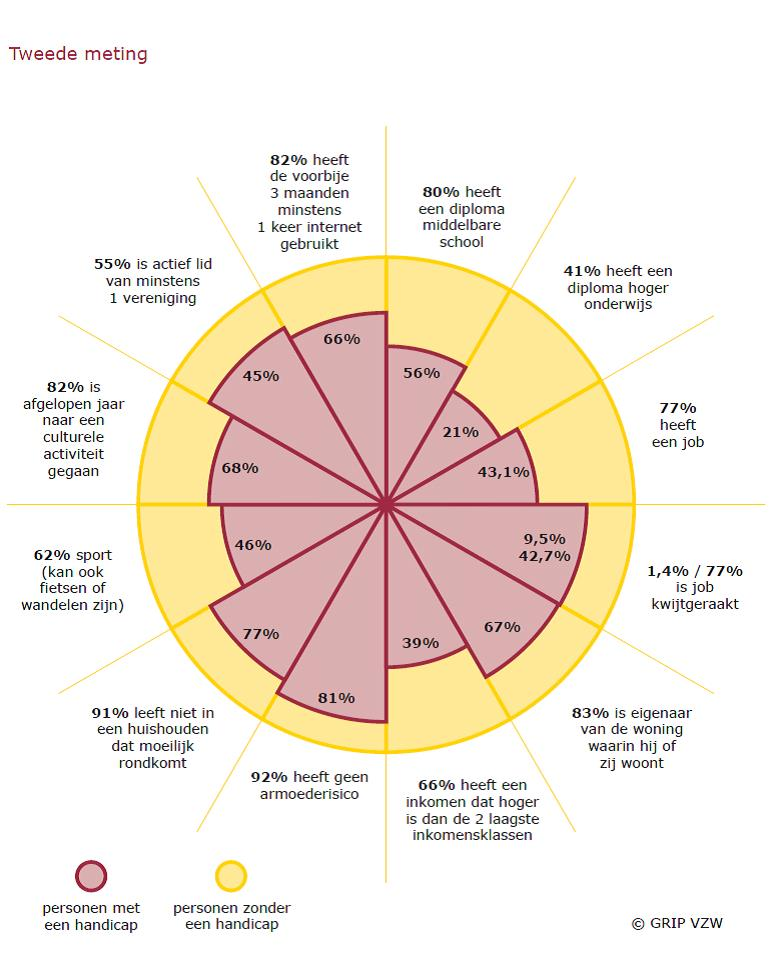 Tweede meting
82% heeft
de voorbije
3 maanden
minstens
1 keer internet
gebruikt
80% heeft
een diploma
middelbare
school
41% heeft een
diploma hoger
onderwijs
77%
heeft
een job
1,4% / 77%
is job
kwijtgeraakt
83% is eigenaar
van de woning
waarin hij of
zij woont
66% heeft een
inkomen dat hoger
is dan de 2 laagste
inkomensklassen
92% heeft geen
armoederisico
91% leeft niet in
een huishouden
dat moeilijk
rondkomt
62% sport
(kan ook
fietsen of
wandelen zijn)
82% is
afgelopen jaar
naar een
culturele
activiteit
gegaan
55% is actief lid
van minstens
1 vereniging
66%
56%
21%
43,1%
9,5%
42,7%
67%
39%
81%
77%
46%
68%
45%
personen met
een handicap
personen zonder
een handicap
© GRIP VZW